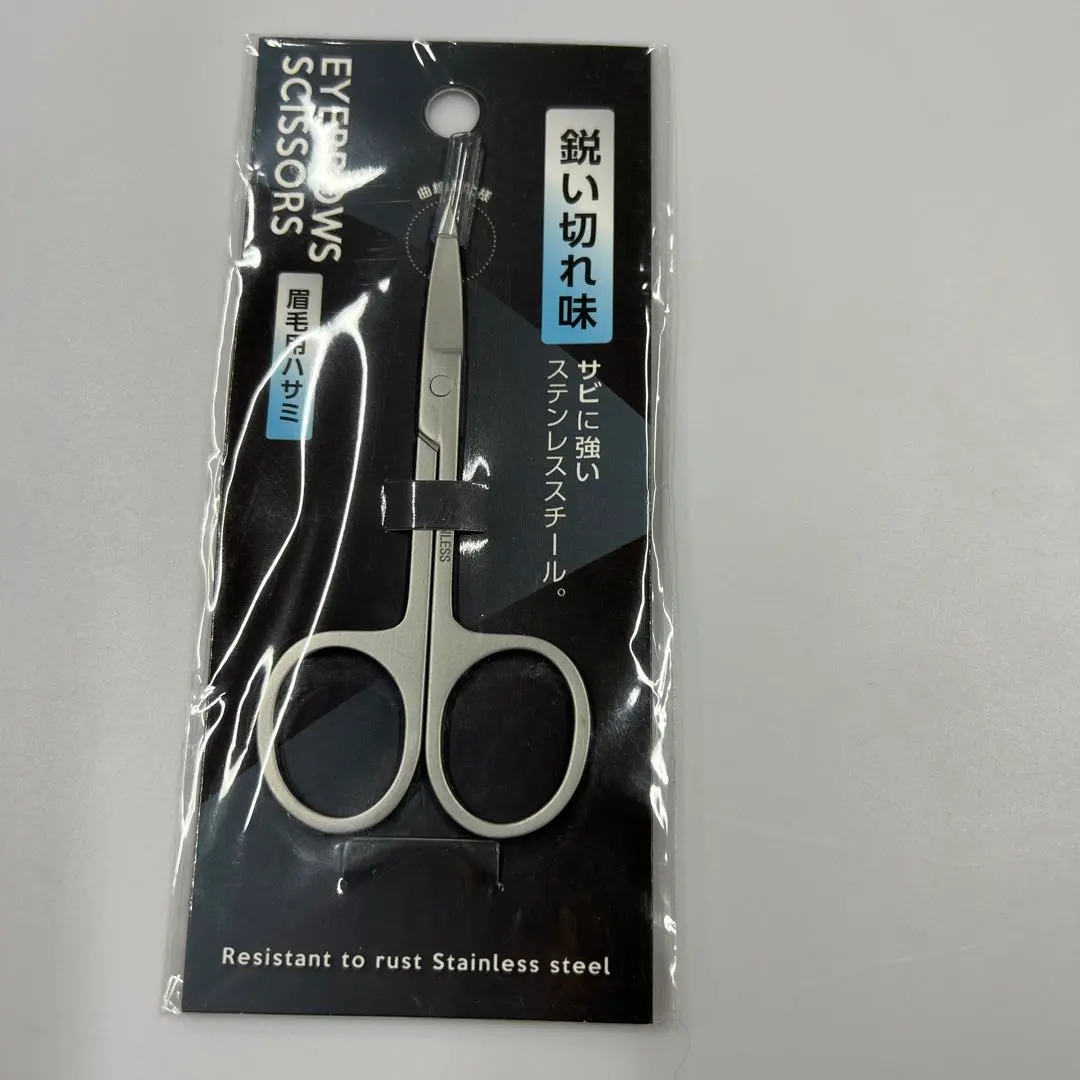 EYEBROWS
SCISSORS
眉毛用ハサミ
鋭い切れ味
サビに強い
ステンレススチール。
NLESS
Resistant to rust Stainless steel